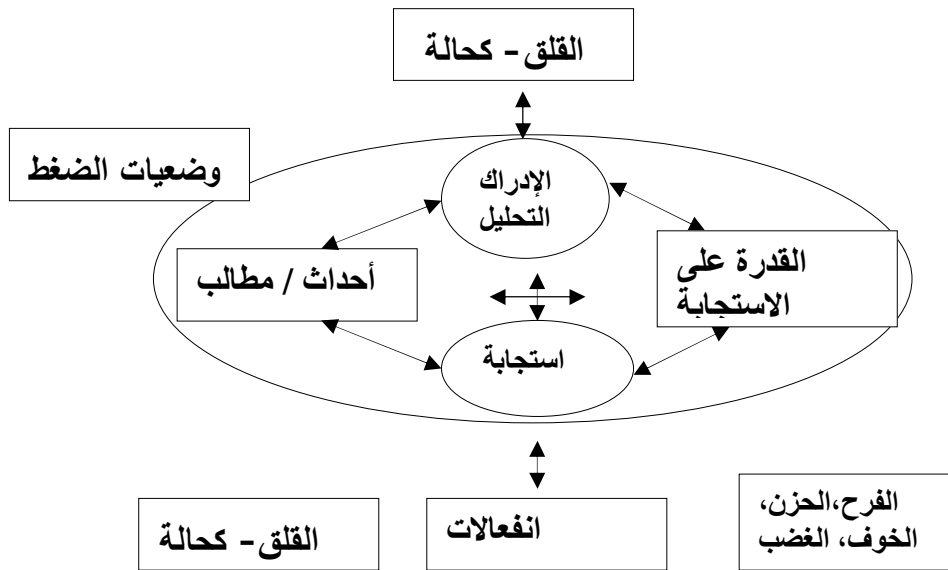 القلق - كحالة
وضعيات الضغط
الإدراك
التحليل
القدرة على
الاستجابة
أحداث / مطالب
استجابة
الفرح،الحزن،
الخوف، الغضب
انفعالات
القلق - كحالة